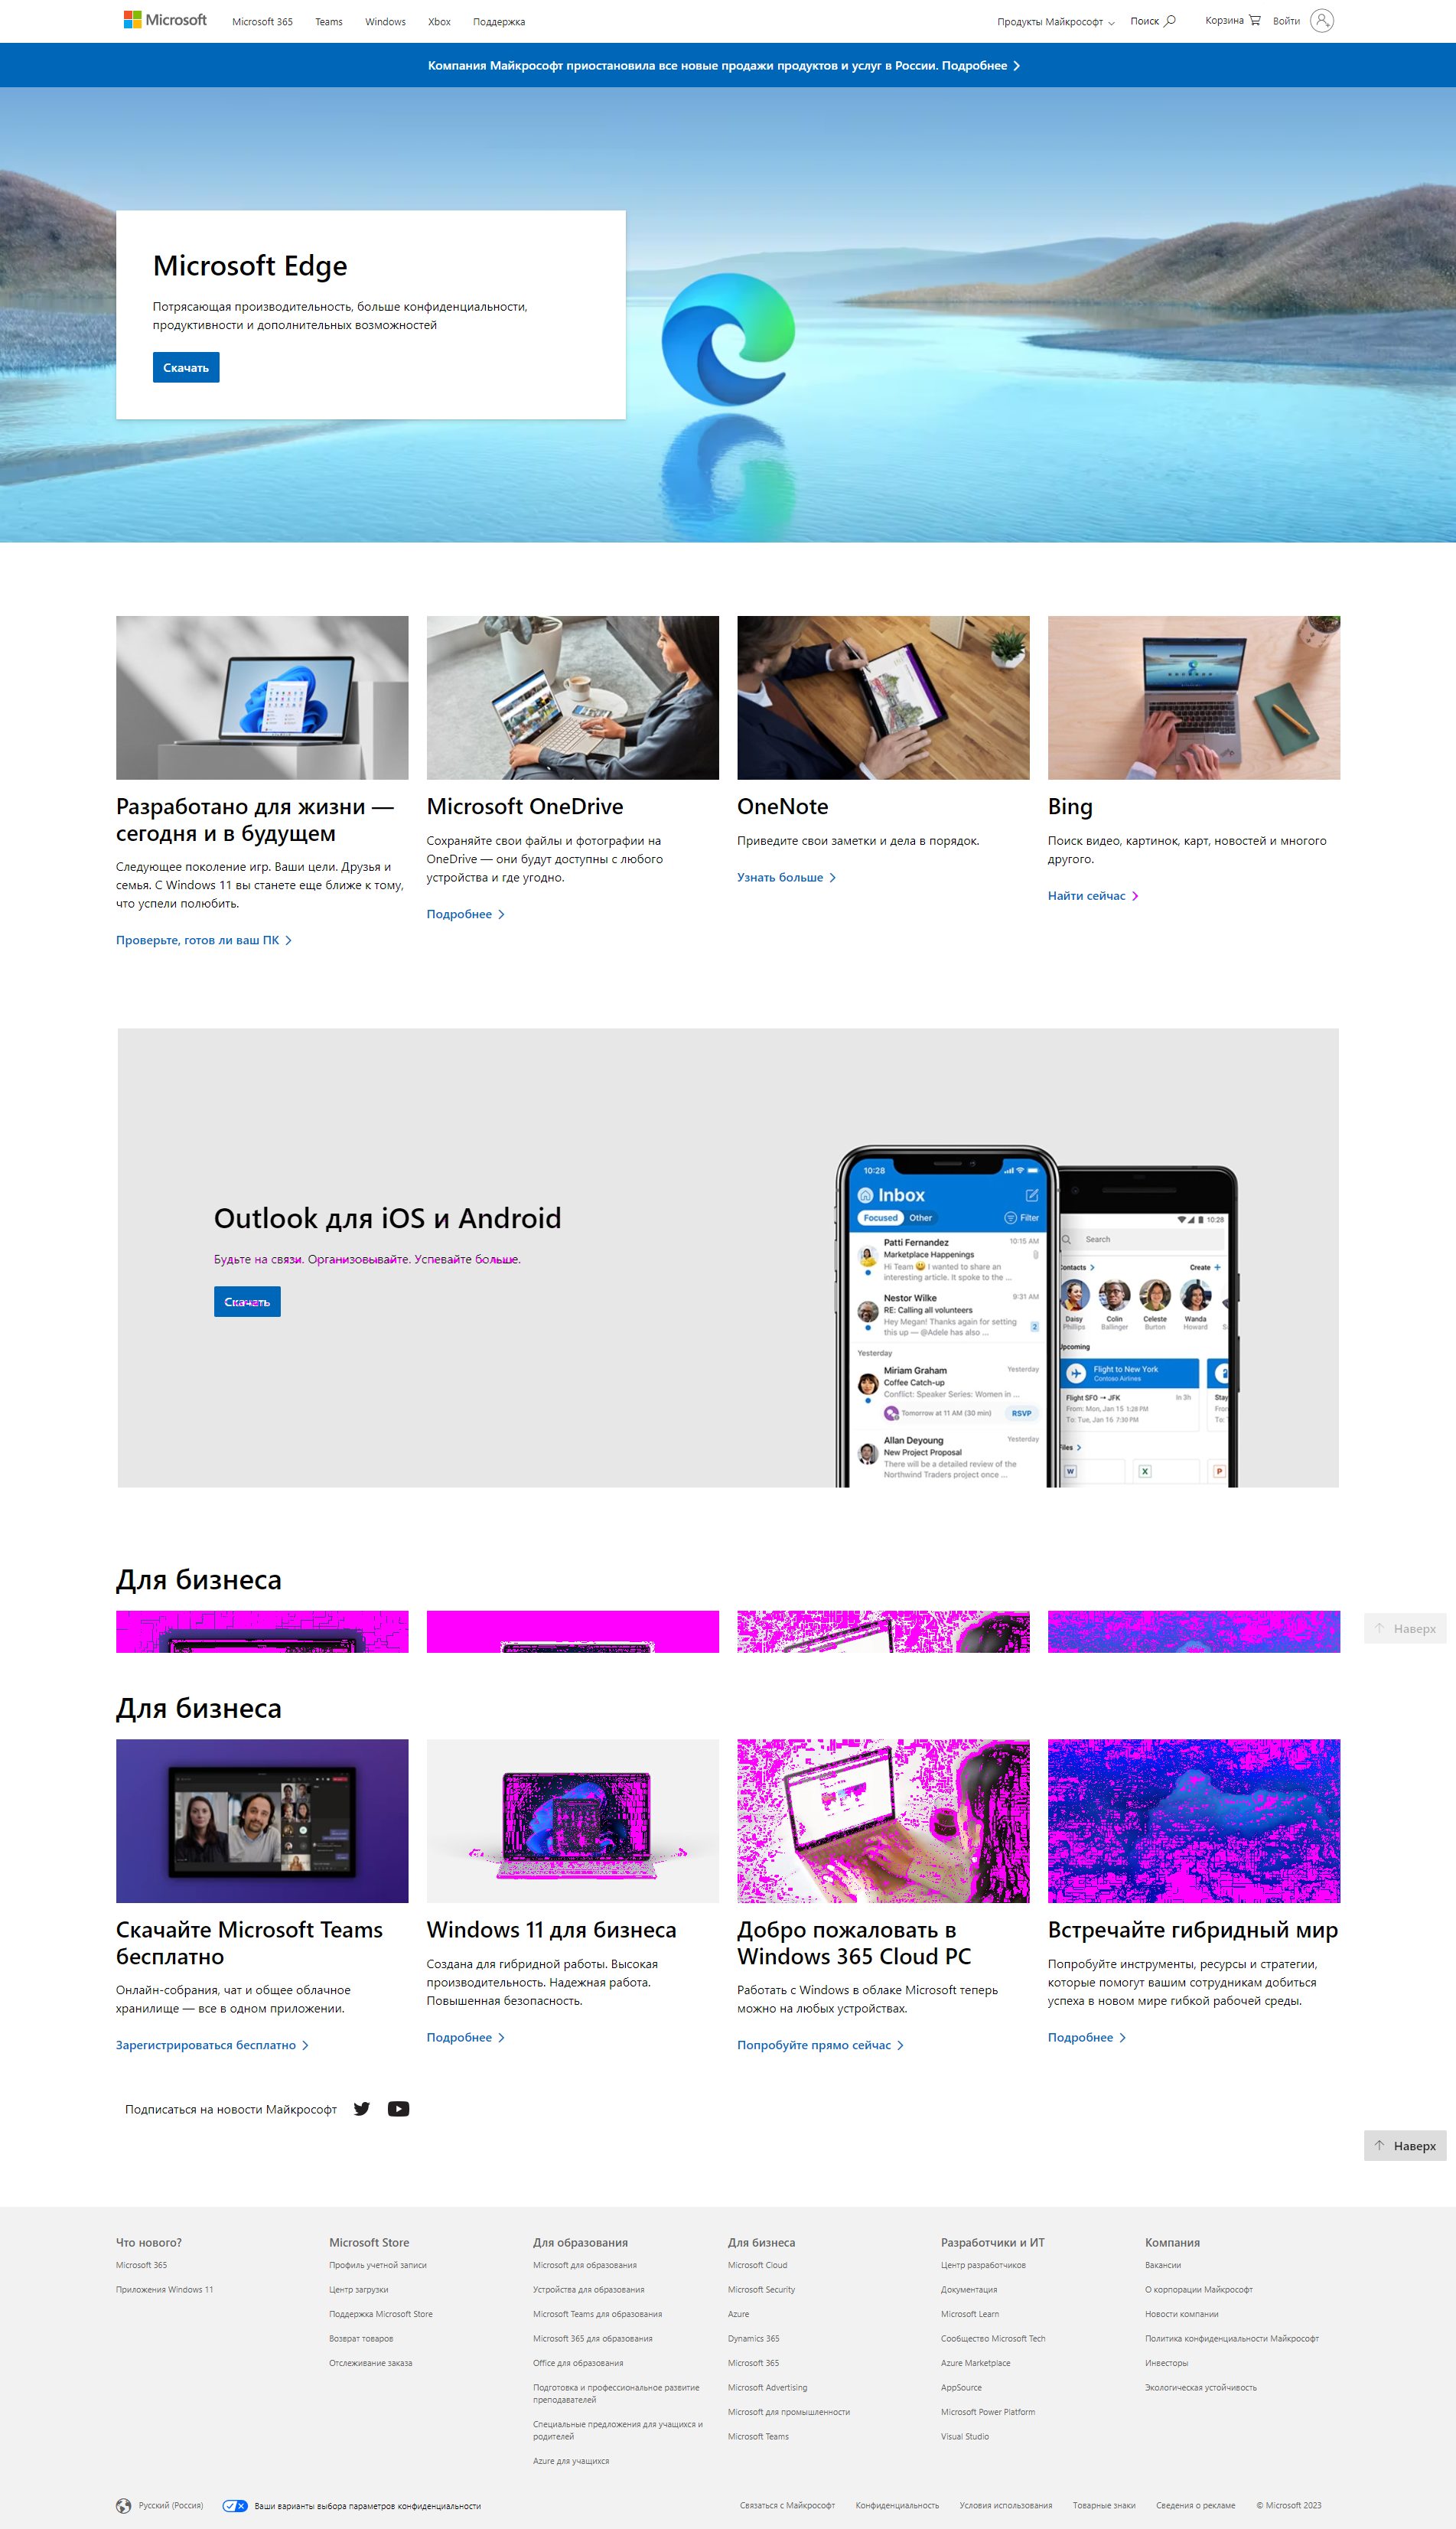 Microsoft
Microsoft 365
Teams
Windows
Xbox
Поддержка
Продукты Майкрософт
Поиск
Корзина
Войти
Компания Майкрософт приостановила все новые продажи продуктов и услуг в России. Подробнее
Microsoft Edge
Потрясающая производительность, больше конфиденциальности,
продуктивности и дополнительных возможностей
Скачать
Разработано для жизни —
сегодня и в будущем
Следующее поколение игр. Ваши цели. Друзья и
семья. С Windows 11 вы станете еще ближе к тому,
что успели полюбить.
Проверьте, готов ли ваш ПК
Microsoft OneDrive
Сохраняйте свои файлы и фотографии на
OneDrive — они будут доступны с любого
устройства и где угодно.
Подробнее
OneNote
Приведите свои заметки и дела в порядок.
Узнать больше
Bing
Поиск видео, картинок, карт, новостей и многого
другого.
Найти сейчас
Outlook для iOS и Android
Будьте на связи. Организовывайте. Успевайте больше.
Скачать
10:28
Inbox
Focused
Other
Filter
Patti Fernandez
10:15 AM
Marketplace Happenings
Hi Team 😀 I wanted to share an
interesting article. It spoke to the ...
Nestor Wilke
9:31 AM
RE: Calling all volunteers
Hey Megan! Thanks again for setting
this up — @Adele has also ...
2
Yesterday
Miriam Graham
Yesterday
Coffee Catch-up
Conflict: Speaker Series: Women in ...
Tomorrow at 11 AM (30 min)
RSVP
Allan Deyoung
Yesterday
New Project Proposal
There will be a detailed review of the
Northwind Traders project once ...
10:28
Search
Contacts
Create
Daisy
Phillips
Colin
Ballinger
Celeste
Burton
Wanda
Howard
Upcoming
Flight to New York
Contoso Airlines
Flight SFO → JFK
In 3h
From: Mon, Jan 15 1:28 PM
To: Tue, Jan 16 7:30 PM
Stay
From
To:
Files
W
X
P
Для бизнеса
Наверх
Для бизнеса
Скачайте Microsoft Teams
бесплатно
Онлайн-собрания, чат и общее облачное
хранилище — все в одном приложении.
Зарегистрироваться бесплатно
Windows 11 для бизнеса
Создана для гибридной работы. Высокая
производительность. Надежная работа.
Повышенная безопасность.
Подробнее
Добро пожаловать в
Windows 365 Cloud PC
Работать с Windows в облаке Microsoft теперь
можно на любых устройствах.
Попробуйте прямо сейчас
Встречайте гибридный мир
Попробуйте инструменты, ресурсы и стратегии,
которые помогут вашим сотрудникам добиться
успеха в новом мире гибкой рабочей среды.
Подробнее
Подписаться на новости Майкрософт
Наверх
Что нового?
Microsoft 365
Приложения Windows 11
Microsoft Store
Профиль учетной записи
Центр загрузки
Поддержка Microsoft Store
Возврат товаров
Отслеживание заказа
Для образования
Microsoft для образования
Устройства для образования
Microsoft Teams для образования
Microsoft 365 для образования
Office для образования
Подготовка и профессиональное развитие
преподавателей
Специальные предложения для учащихся и
родителей
Azure для учащихся
Для бизнеса
Microsoft Cloud
Microsoft Security
Azure
Dynamics 365
Microsoft 365
Microsoft Advertising
Microsoft для промышленности
Microsoft Teams
Разработчики и ИТ
Центр разработчиков
Документация
Microsoft Learn
Сообщество Microsoft Tech
Azure Marketplace
AppSource
Microsoft Power Platform
Visual Studio
Компания
Вакансии
О корпорации Майкрософт
Новости компании
Политика конфиденциальности Майкрософт
Инвесторы
Экологическая устойчивость
Русский (Россия)
Ваши варианты выбора параметров конфиденциальности
Связаться с Майкрософт
Конфиденциальность
Условия использования
Товарные знаки
Сведения о рекламе
© Microsoft 2023